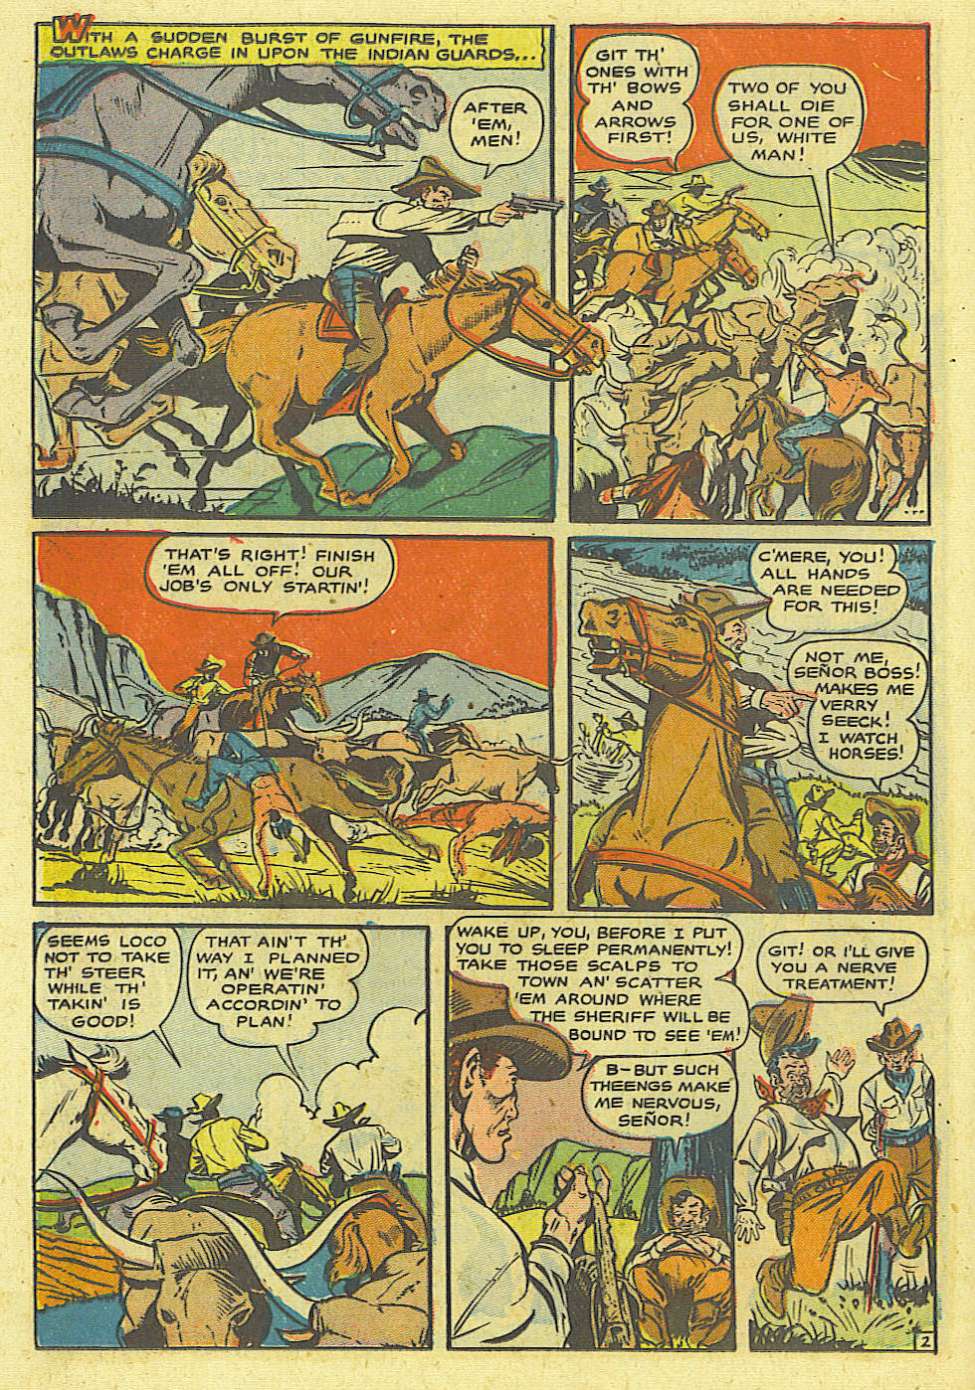 WITH A SUDDEN BURST OF GUNFIRE, THE
OUTLAWS CHARGE IN UPON THE INDIAN GUARDS...
AFTER
'EM,
MEN!
GIT TH'
ONES WITH
TH' BOWS
AND
ARROWS
FIRST!
TWO OF YOU
SHALL DIE
FOR ONE OF
US, WHITE
MAN!
THAT'S RIGHT! FINISH
'EM ALL OFF! OUR
JOB'S ONLY STARTIN'!
C'MERE, YOU!
ALL HANDS
ARE NEEDED
FOR THIS!
NOT ME,
SEÑOR BOSS!
MAKES ME
VERRY
SEECK!
I WATCH
HORSES!
SEEMS LOCO
NOT TO TAKE
TH' STEER
WHILE TH'
TAKIN' IS
GOOD!
THAT AIN'T TH'
WAY I PLANNED
IT, AN' WE'RE
OPERATIN'
ACCORDIN' TO
PLAN!
WAKE UP, YOU, BEFORE I PUT
YOU TO SLEEP PERMANENTLY!
TAKE THOSE SCALPS TO
TOWN AN' SCATTER
'EM AROUND WHERE
THE SHERIFF WILL BE
BOUND TO SEE 'EM!
B-BUT SUCH
THEENGS MAKE
ME NERVOUS,
SEÑOR!
GIT! OR I'LL GIVE
YOU A NERVE
TREATMENT!
2